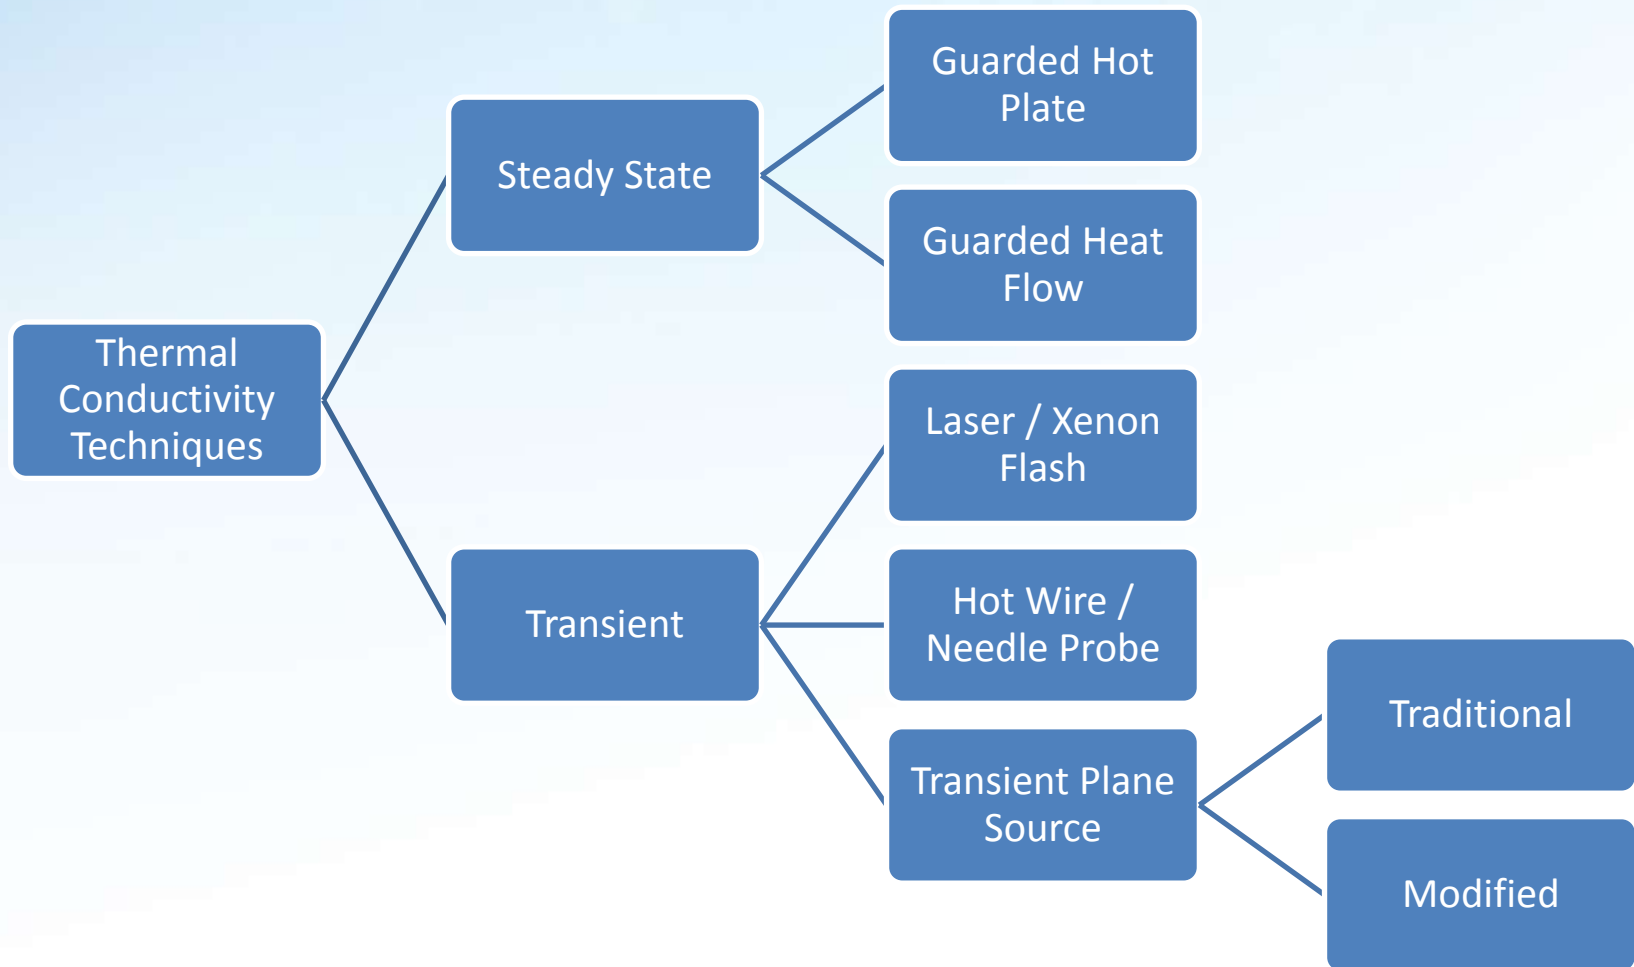 Thermal
Conductivity
Techniques
Steady State
Guarded Hot
Plate
Guarded Heat
Flow
Transient
Laser / Xenon
Flash
Hot Wire /
Needle Probe
Transient Plane
Source
Traditional
Modified